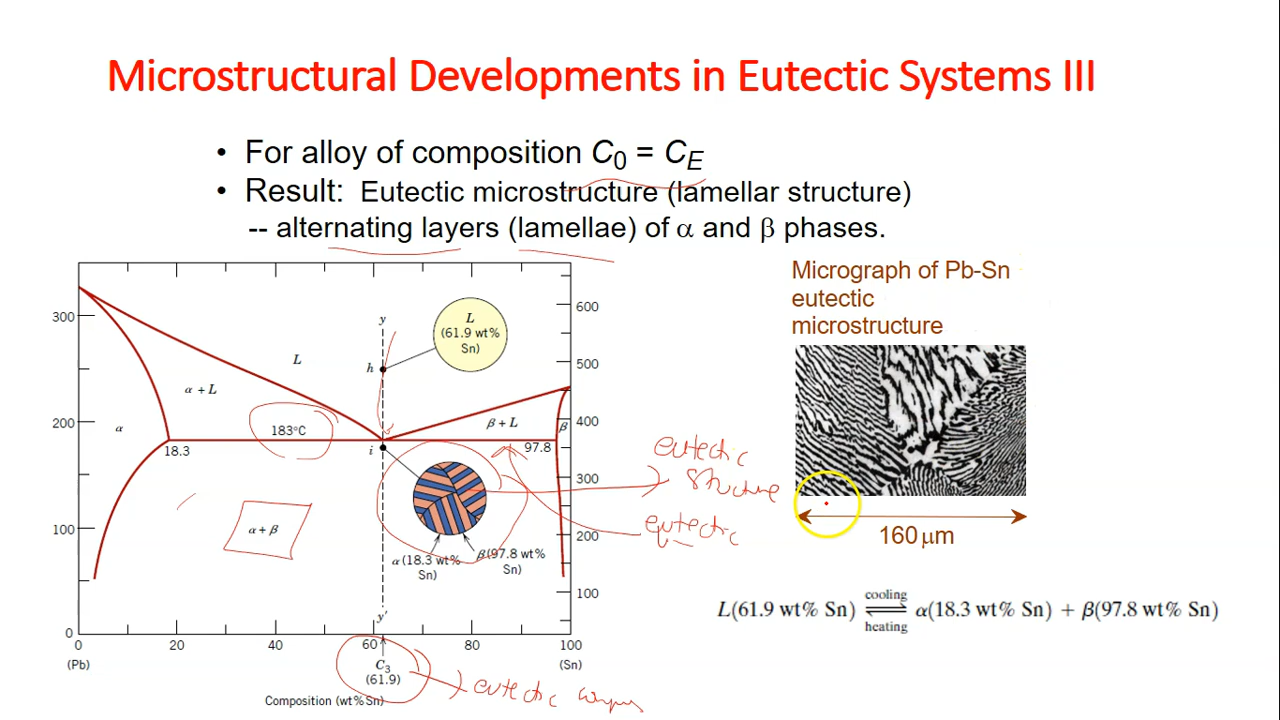 Microstructural Developments in Eutectic Systems III
• For alloy of composition C0 = CE
• Result: Eutectic microstructure (lamellar structure)
-- alternating layers (lamellae) of α and β phases.
Micrograph of Pb-Sn
eutectic
microstructure
160 μm
L(61.9 wt% Sn) cooling ⇌ heating α(18.3 wt% Sn) + β(97.8 wt% Sn)
300
200
100
0
600
500
400
300
200
100
y
L
(61.9 wt%
Sn)
h
L
α + L
α
183°C
β + L
β
18.3
97.8
i
α + β
α (18.3 wt%
Sn)
β (97.8 wt%
Sn)
y′
0
20
40
60
80
100
(Pb)
C3
(61.9)
(Sn)
Composition (wt% Sn)
eutectic
structure
eutectic
eutectic